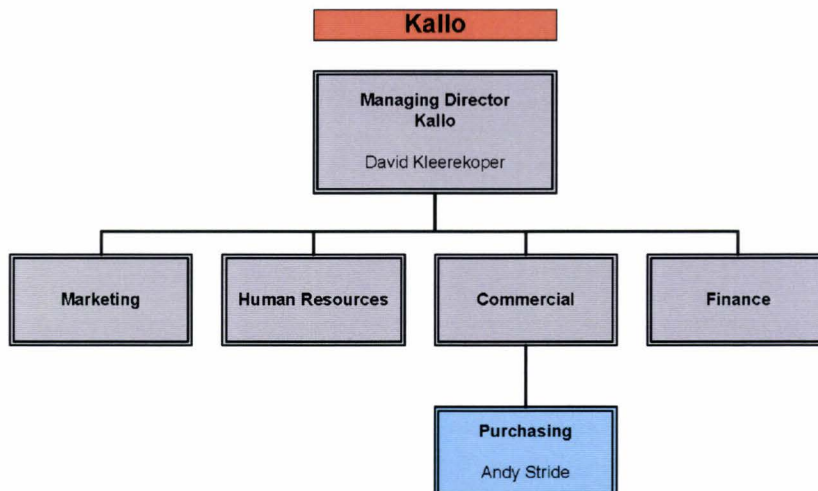 Kallo
Managing Director
Kallo
David Kleerekoper
Marketing
Human Resources
Commercial
Finance
Purchasing
Andy Stride